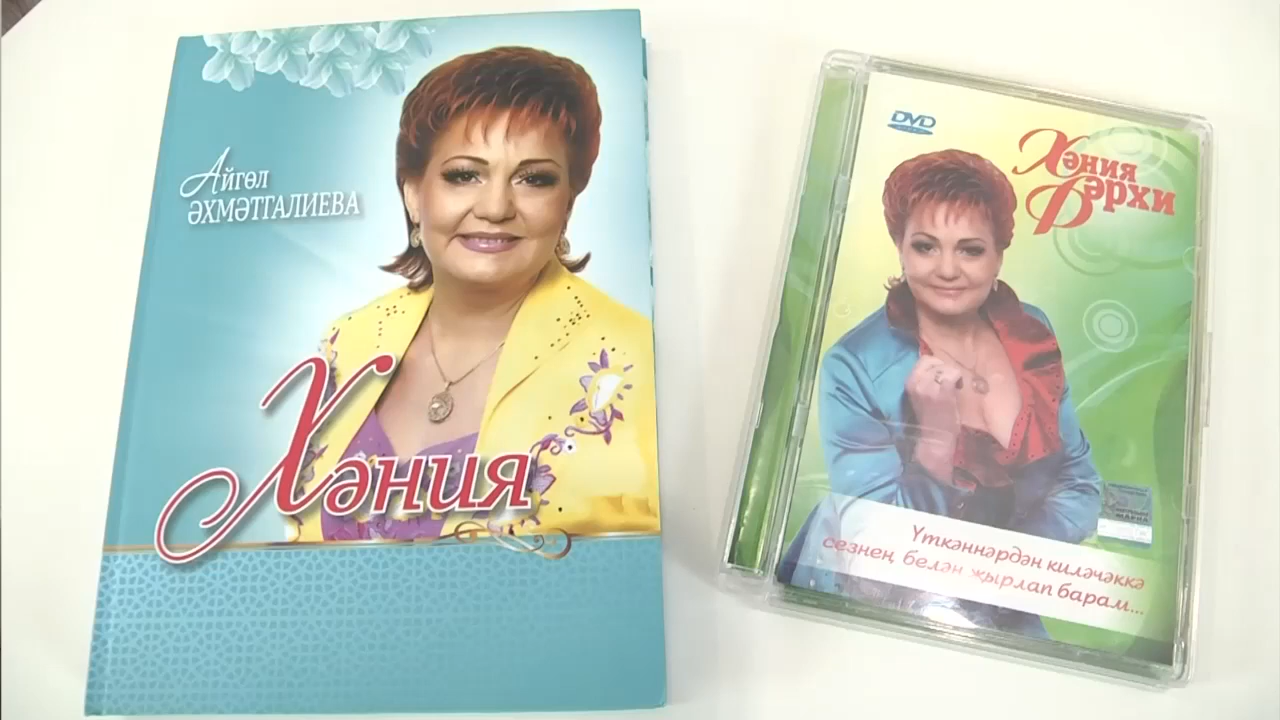 Айгөл
ӘХМӘТГАЛИЕВА
Хәния
DVD
Хәния
Фәрхи
Үткәннәрдән киләчәккә
сезнең белән җырлап барам...